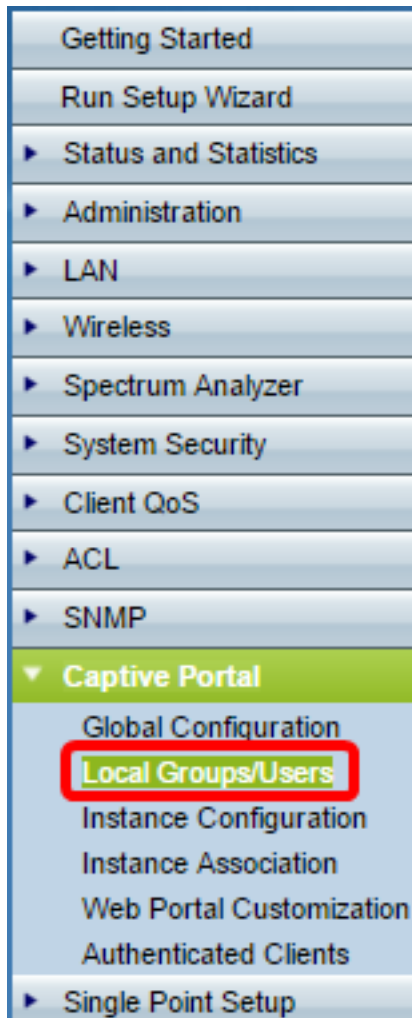 Getting Started
Run Setup Wizard
Status and Statistics
Administration
LAN
Wireless
Spectrum Analyzer
System Security
Client QoS
ACL
SNMP
Captive Portal
Global Configuration
Local Groups/Users
Instance Configuration
Instance Association
Web Portal Customization
Authenticated Clients
Single Point Setup